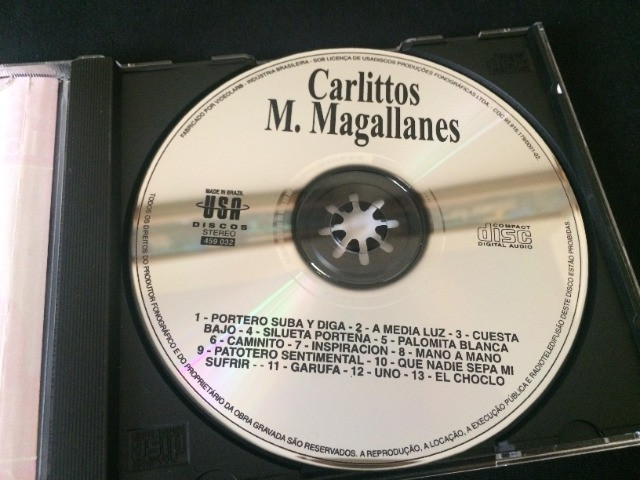 FABRICADO POR VIDEOLARB - INDÚSTRIA BRASILEIRA - SOB LICENÇA DE USADISCOS PRODUÇÕES FONOGRÁFICAS LTDA. - CGC
Carlittos
M. Magallanes
MADE IN BRAZIL
USA
DISCOS
STEREO
459 032
COMPACT
disc
DIGITAL AUDIO
1 - PORTERO SUBA Y DIGA - 2 - A MEDIA LUZ - 3 - CUESTA
BAJO - 4 - SILUETA PORTEÑA - 5 - PALOMITA BLANCA
6 - CAMINITO - 7 - INSPIRACION - 8 - MANO A MANO
9 - PATOTERO SENTIMENTAL - 10 - QUE NADIE SEPA MI
SUFRIR - - 11 - GARUFA - 12 - UNO - 13 - EL CHOCLO
TODOS OS DIREITOS DO PRODUTOR FONOGRÁFICO E DO PROPRIETÁRIO DA OBRA GRAVADA SÃO RESERVADOS. A REPRODUÇÃO, A LOCAÇÃO, A EXECUÇÃO PÚBLICA E RADIOTELEDIFUSÃO DESTE DISCO ESTÃO PROIBIDAS